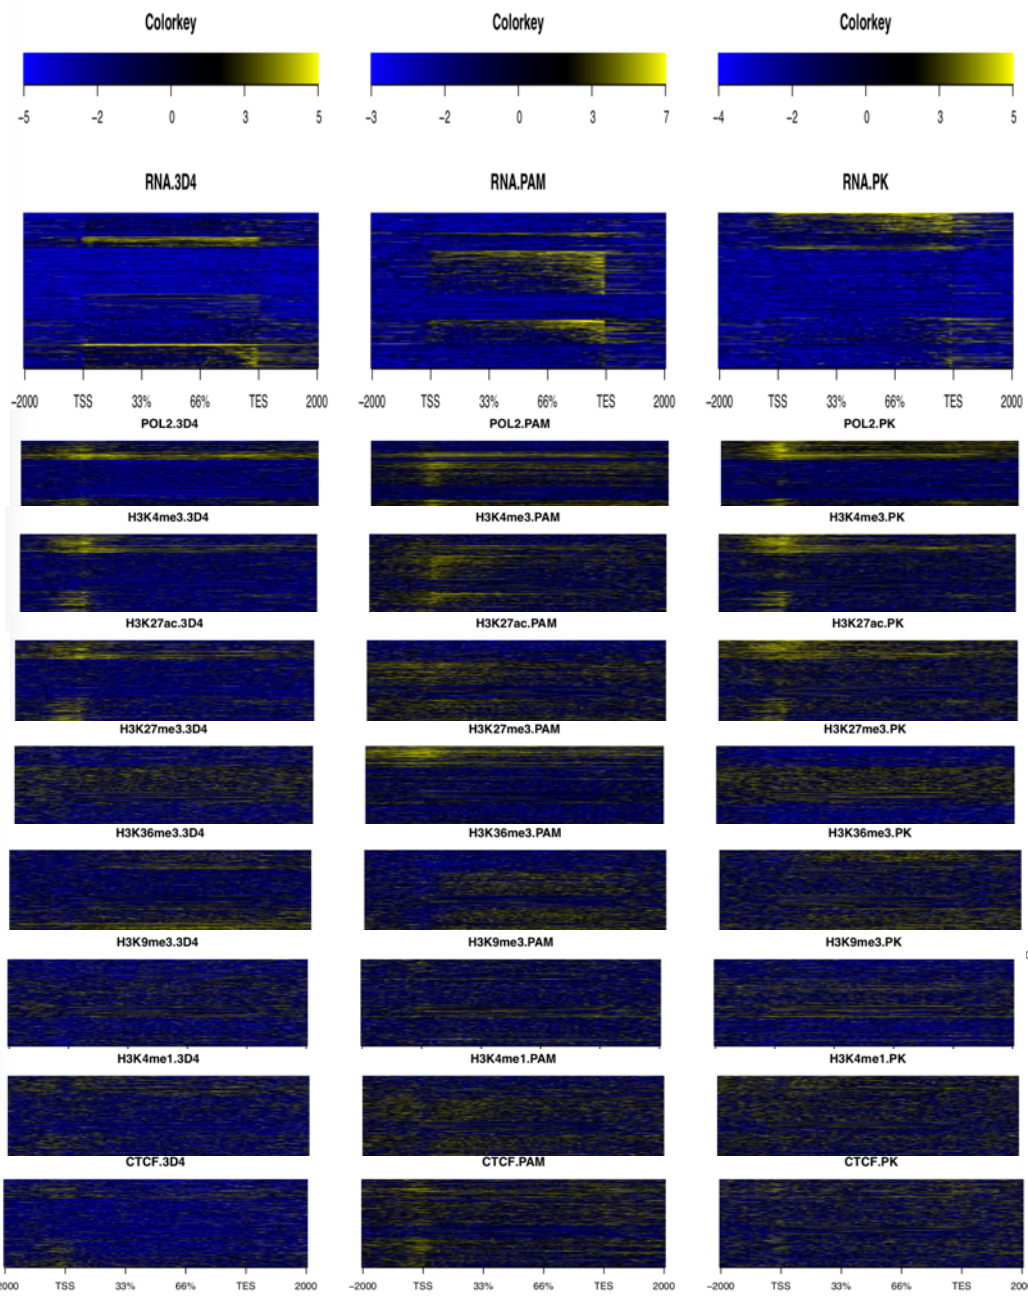 Colorkey Colorkey Colorkey
−5 −2 0 3 5 −3 −2 0 3 7 −4 −2 0 3 5
RNA.3D4 RNA.PAM RNA.PK
−2000 TSS 33% 66% TES 2000 −2000 TSS 33% 66% TES 2000 −2000 TSS 33% 66% TES 2000
POL2.3D4 POL2.PAM POL2.PK
H3K4me3.3D4 H3K4me3.PAM H3K4me3.PK
H3K27ac.3D4 H3K27ac.PAM H3K27ac.PK
H3K27me3.3D4 H3K27me3.PAM H3K27me3.PK
H3K36me3.3D4 H3K36me3.PAM H3K36me3.PK
H3K9me3.3D4 H3K9me3.PAM H3K9me3.PK
H3K4me1.3D4 H3K4me1.PAM H3K4me1.PK
CTCF.3D4 CTCF.PAM CTCF.PK
2000 TSS 33% 66% TES 2000 −2000 TSS 33% 66% TES 2000 −2000 TSS 33% 66% TES 200